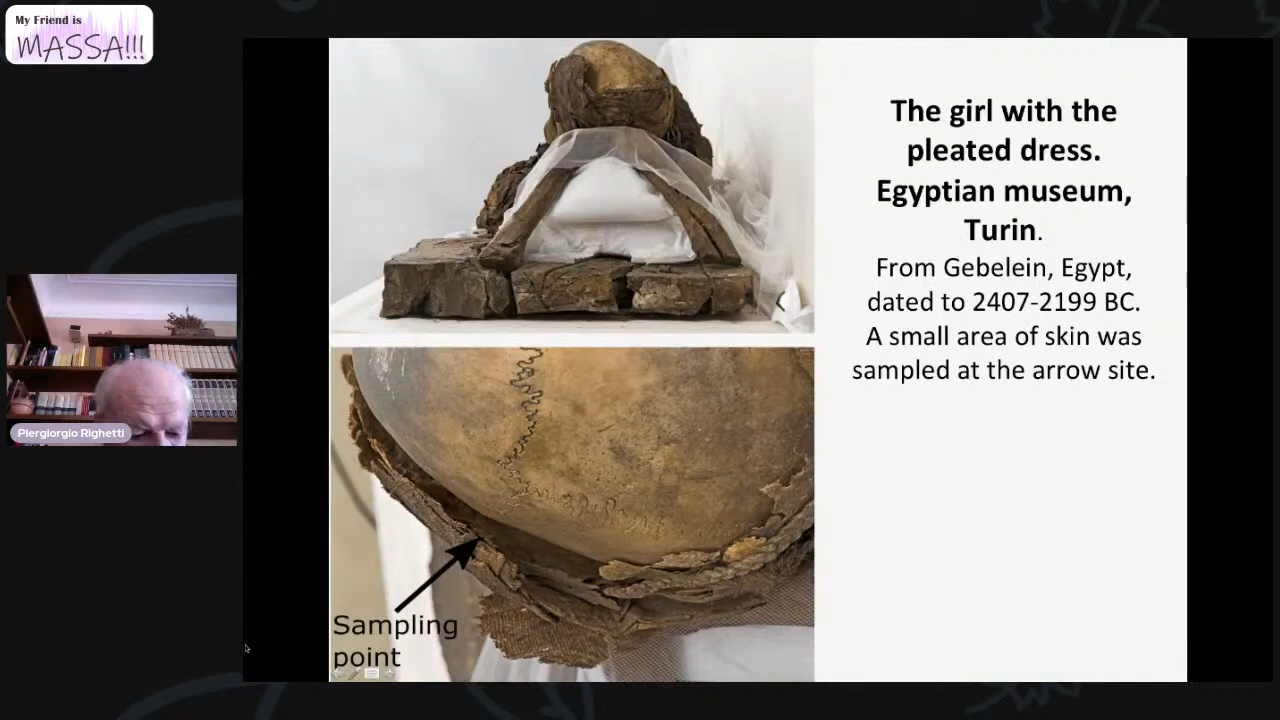 My Friend is
MASSA!!!
The girl with the
pleated dress.
Egyptian museum,
Turin.
From Gebelein, Egypt,
dated to 2407-2199 BC.
A small area of skin was
sampled at the arrow site.
Piergiorgio Righetti
Sampling
point